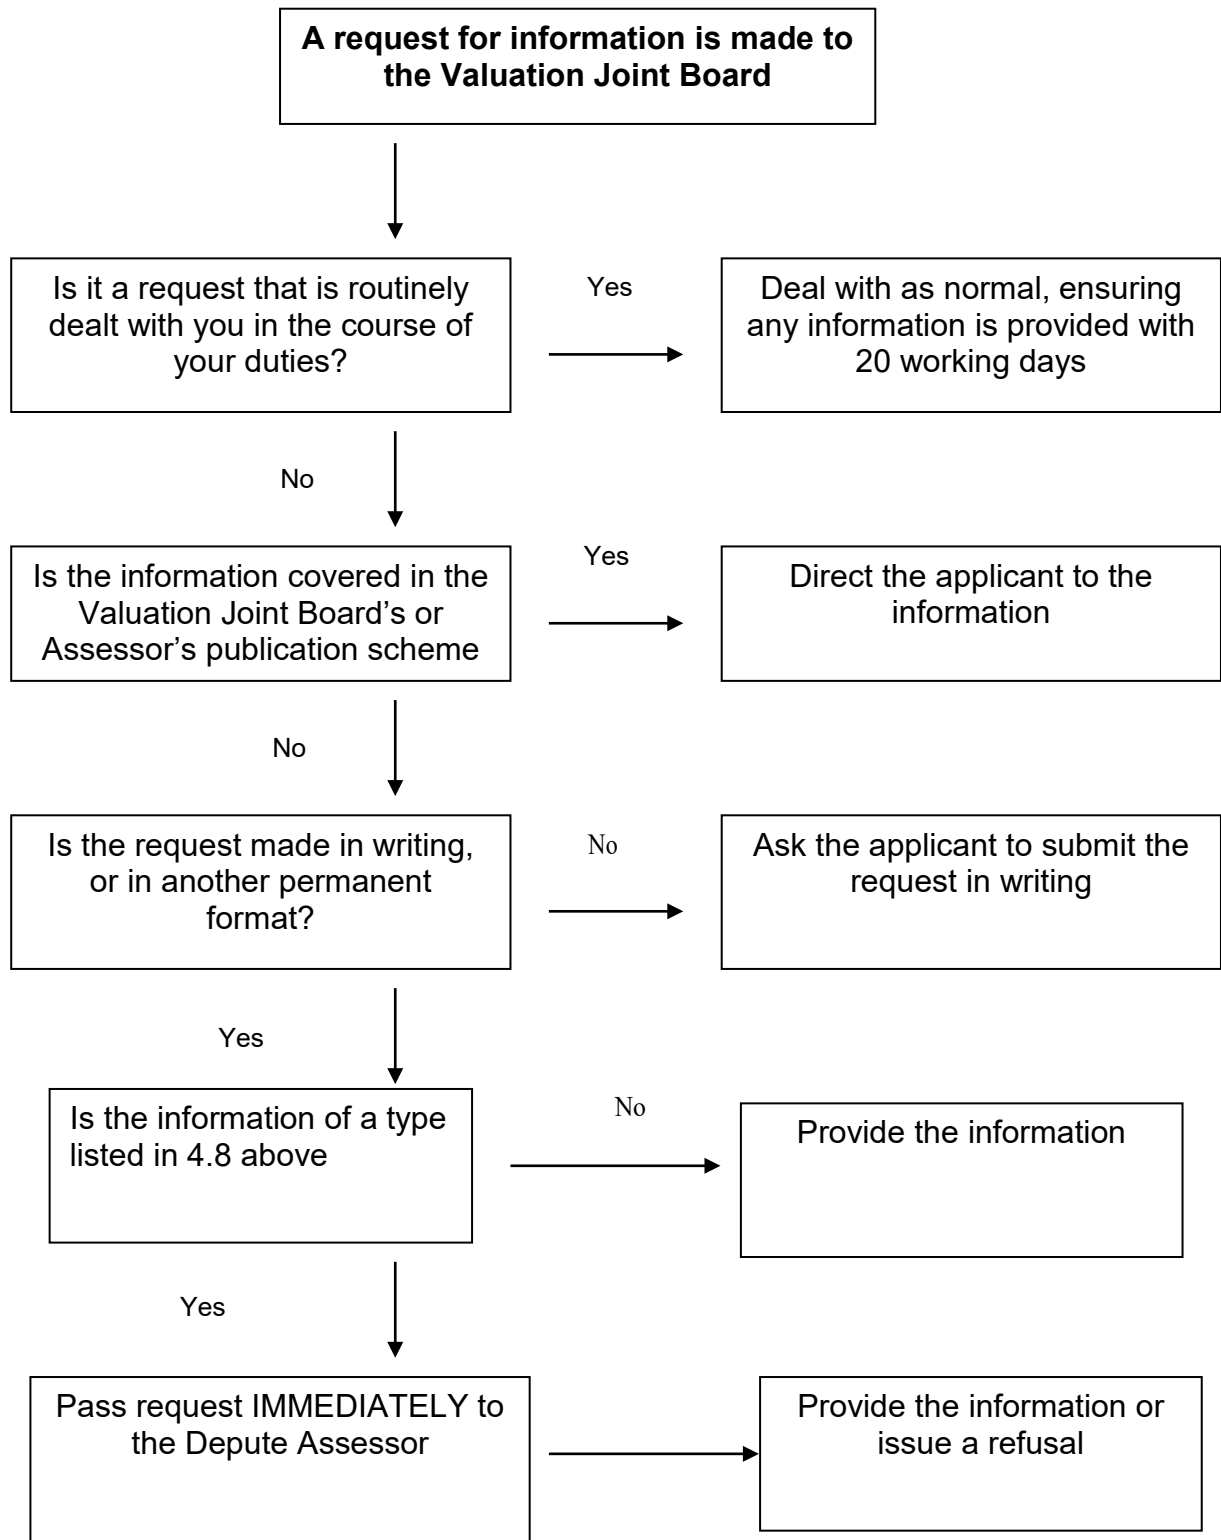 A request for information is made to
the Valuation Joint Board
Is it a request that is routinely
dealt with you in the course of
your duties?
Yes
Deal with as normal, ensuring
any information is provided with
20 working days
No
Is the information covered in the
Valuation Joint Board’s or
Assessor’s publication scheme
Yes
Direct the applicant to the
information
No
Is the request made in writing,
or in another permanent
format?
No
Ask the applicant to submit the
request in writing
Yes
Is the information of a type
listed in 4.8 above
No
Provide the information
Yes
Pass request IMMEDIATELY to
the Depute Assessor
Provide the information or
issue a refusal